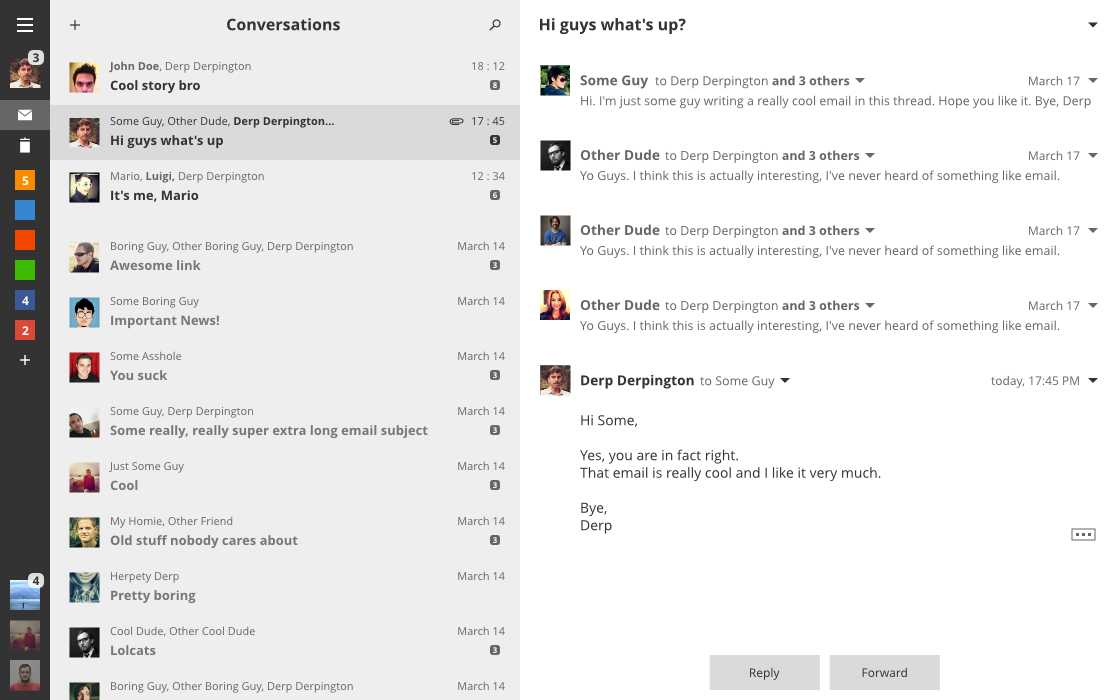 3
5
4
2
4
Conversations
John Doe, Derp Derpington 18 : 12
Cool story bro 8
Some Guy, Other Dude, Derp Derpington... 17 : 45
Hi guys what's up 5
Mario, Luigi, Derp Derpington 12 : 34
It's me, Mario 6
Boring Guy, Other Boring Guy, Derp Derpington March 14
Awesome link 3
Some Boring Guy March 14
Important News!
Some Asshole March 14
You suck 3
Some Guy, Derp Derpington March 14
Some really, really super extra long email subject 3
Just Some Guy March 14
Cool 3
My Homie, Other Friend March 14
Old stuff nobody cares about 3
Herpety Derp March 14
Pretty boring
Cool Dude, Other Cool Dude March 14
Lolcats 3
Boring Guy, Other Boring Guy, Derp Derpington March 14
Hi guys what's up?
Some Guy to Derp Derpington and 3 others March 17
Hi. I'm just some guy writing a really cool email in this thread. Hope you like it. Bye, Derp
Other Dude to Derp Derpington and 3 others March 17
Yo Guys. I think this is actually interesting, I've never heard of something like email.
Other Dude to Derp Derpington and 3 others March 17
Yo Guys. I think this is actually interesting, I've never heard of something like email.
Other Dude to Derp Derpington and 3 others March 17
Yo Guys. I think this is actually interesting, I've never heard of something like email.
Derp Derpington to Some Guy today, 17:45 PM
Hi Some,
Yes, you are in fact right.
That email is really cool and I like it very much.
Bye,
Derp
Reply Forward